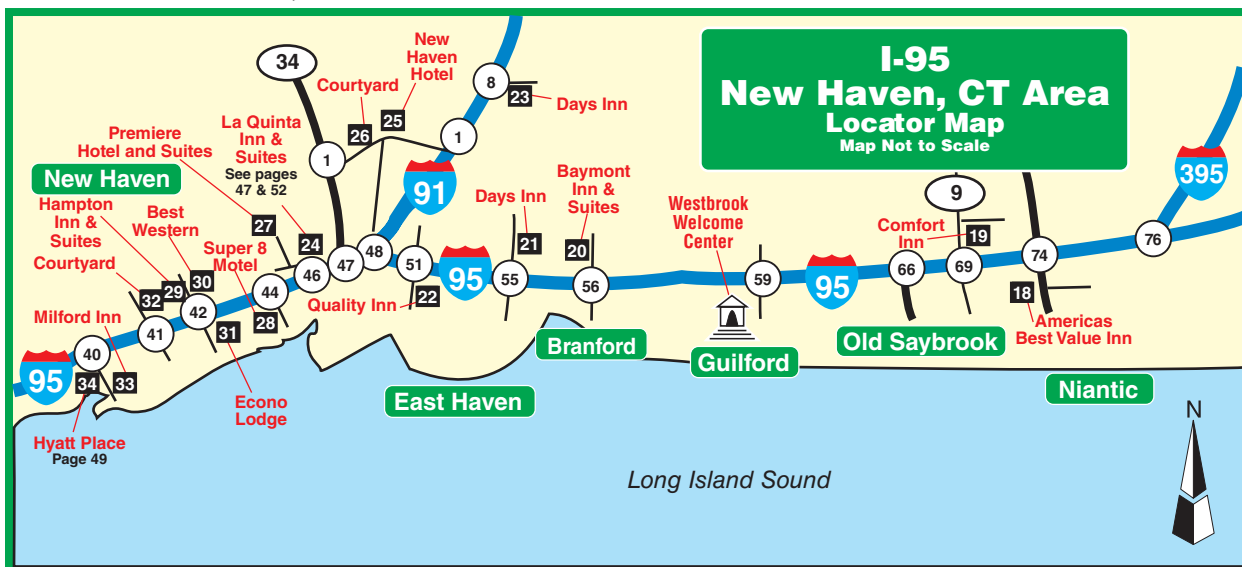 I-95
New Haven, CT Area
Locator Map
Map Not to Scale
34
Courtyard
26
New
Haven
Hotel
25
8
23
Days Inn
Premiere
Hotel and Suites
27
La Quinta
Inn &
Suites
See pages
47 & 52
24
1
1
91
395
New Haven
Hampton
Inn &
Suites
29
Best
Western
30
Super 8
Motel
28
Courtyard
32
Milford Inn
33
95
40
41
42
44
46
47
48
51
95
55
56
59
95
66
69
74
76
34
Hyatt Place
Page 49
31
Econo
Lodge
Quality Inn
22
Days Inn
21
Baymont
Inn &
Suites
20
Westbrook
Welcome
Center
9
Comfort
Inn
19
18
Americas
Best Value Inn
East Haven
Branford
Guilford
Old Saybrook
Niantic
Long Island Sound
N